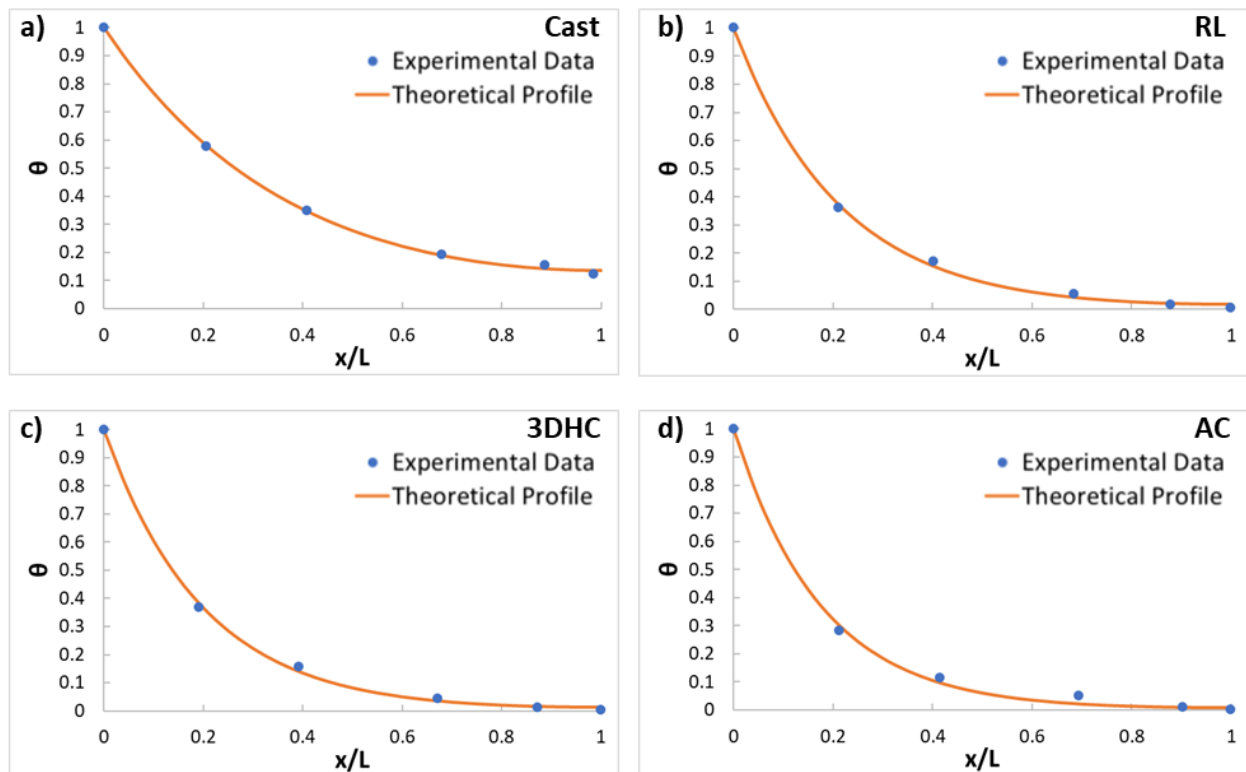 a) Cast
Experimental Data
Theoretical Profile
1
0.9
0.8
0.7
0.6
0.5
0.4
0.3
0.2
0.1
0
θ
0 0.2 0.4 0.6 0.8 1
x/L
b) RL
Experimental Data
Theoretical Profile
1
0.9
0.8
0.7
0.6
0.5
0.4
0.3
0.2
0.1
0
θ
0 0.2 0.4 0.6 0.8 1
x/L
c) 3DHC
Experimental Data
Theoretical Profile
1
0.9
0.8
0.7
0.6
0.5
0.4
0.3
0.2
0.1
0
θ
0 0.2 0.4 0.6 0.8 1
x/L
d) AC
Experimental Data
Theoretical Profile
1
0.9
0.8
0.7
0.6
0.5
0.4
0.3
0.2
0.1
0
θ
0 0.2 0.4 0.6 0.8 1
x/L